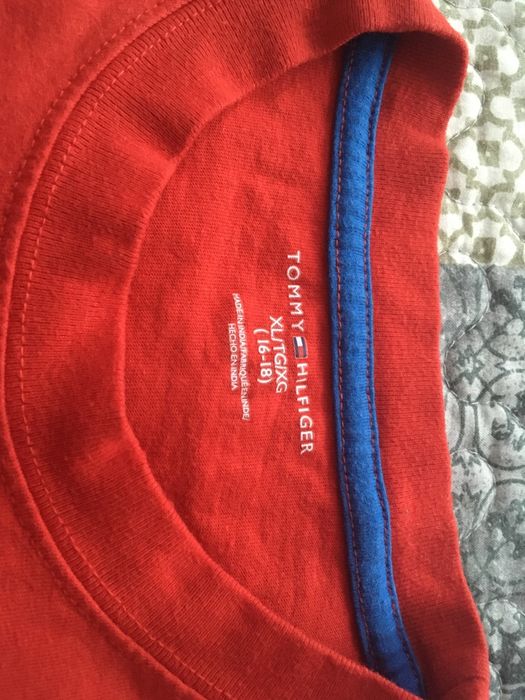 TOMMY HILFIGER
XL/TG/XG
(16-18)
MADE IN INDIA/FABRIQUÉ EN INDE/
HECHO EN INDIA